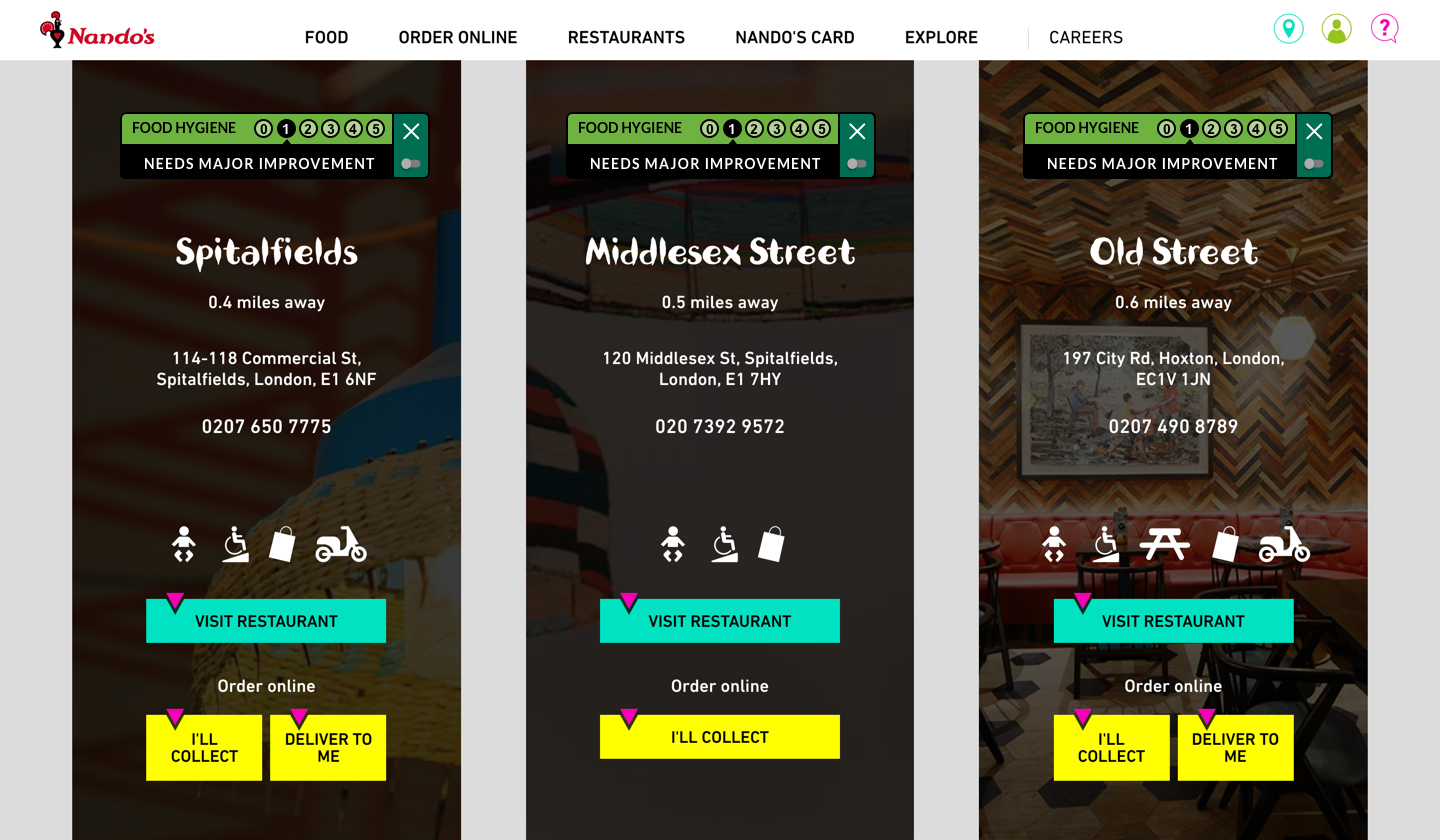 Nando's
FOOD
ORDER ONLINE
RESTAURANTS
NANDO'S CARD
EXPLORE
CAREERS
?
FOOD HYGIENE 0 1 2 3 4 5
NEEDS MAJOR IMPROVEMENT
Spitalfields
0.4 miles away
114-118 Commercial St,
Spitalfields, London, E1 6NF
0207 650 7775
VISIT RESTAURANT
Order online
I'LL
COLLECT
DELIVER TO
ME
FOOD HYGIENE 0 1 2 3 4 5
NEEDS MAJOR IMPROVEMENT
Middlesex Street
0.5 miles away
120 Middlesex St, Spitalfields,
London, E1 7HY
020 7392 9572
VISIT RESTAURANT
Order online
I'LL COLLECT
FOOD HYGIENE 0 1 2 3 4 5
NEEDS MAJOR IMPROVEMENT
Old Street
0.6 miles away
197 City Rd, Hoxton, London,
EC1V 1JN
0207 490 8789
VISIT RESTAURANT
Order online
I'LL
COLLECT
DELIVER TO
ME